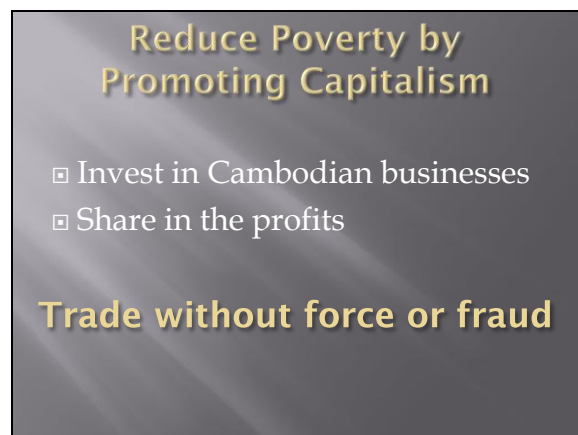 Reduce Poverty by
Promoting Capitalism
Invest in Cambodian businesses
Share in the profits
Trade without force or fraud